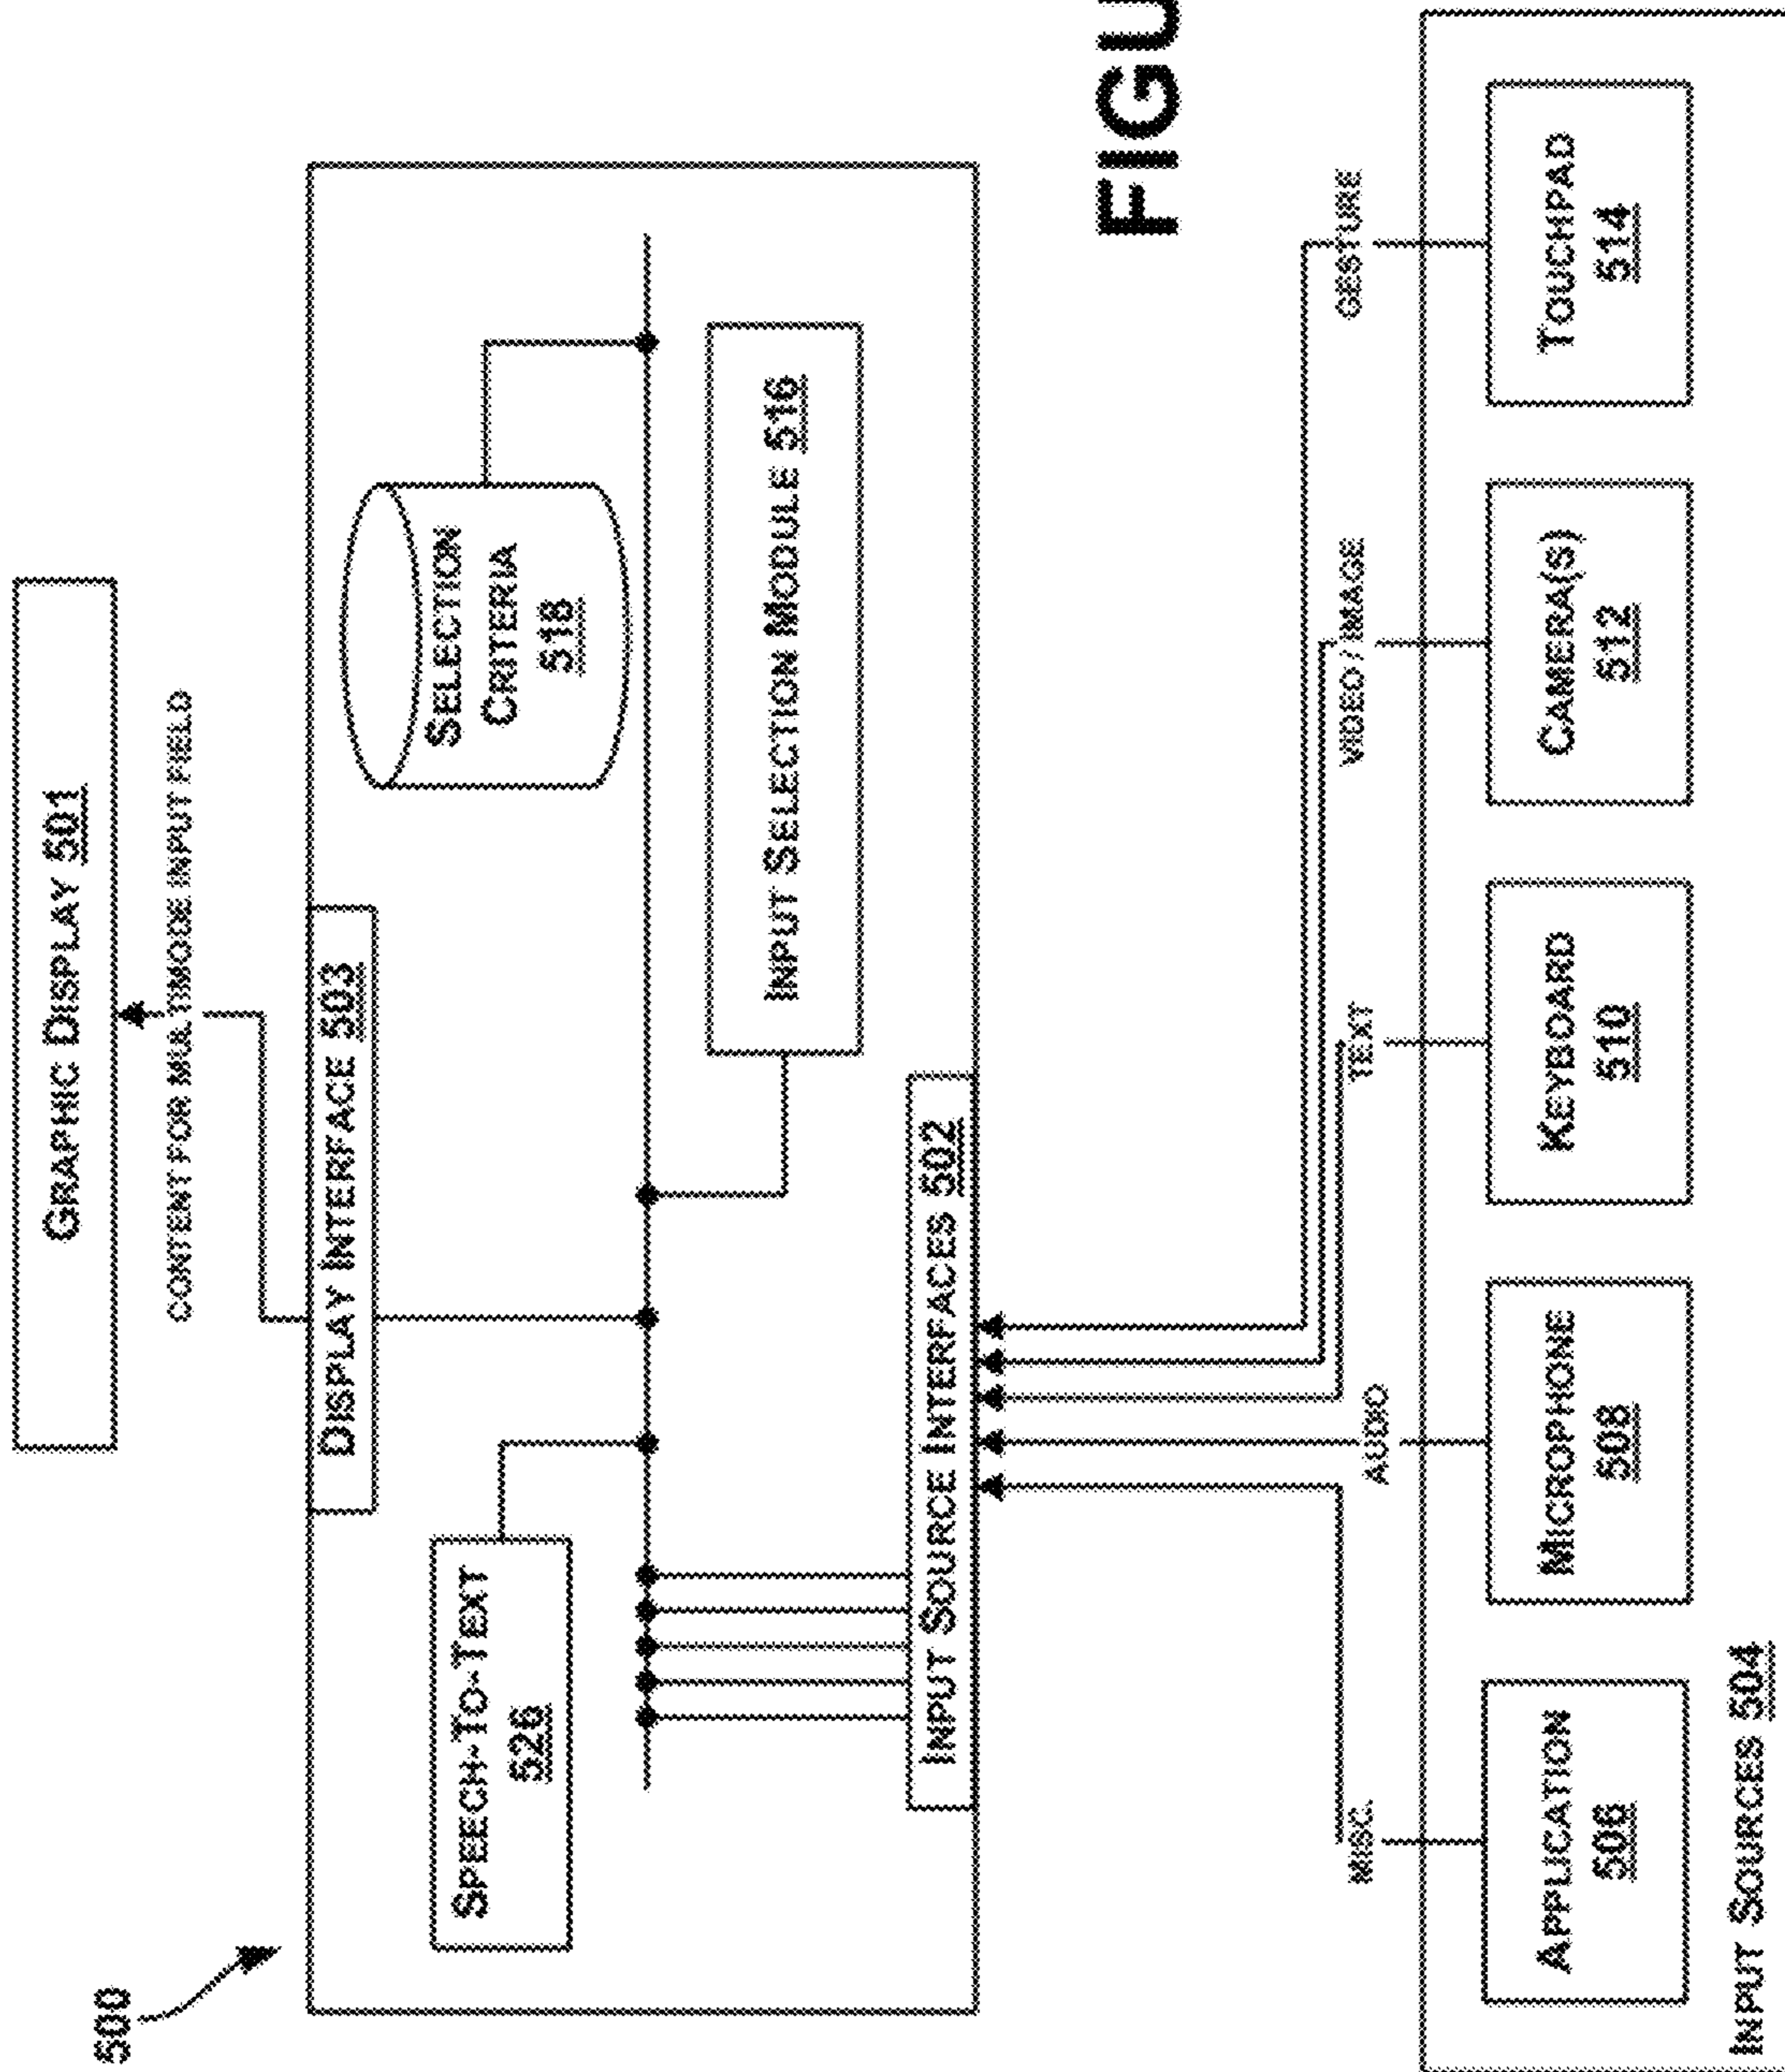 500
GRAPHIC DISPLAY 501
CONTENT FOR MULTIMODE INPUT FIELD
DISPLAY INTERFACE 503
SPEECH-TO-TEXT
526
SELECTION
CRITERIA
518
INPUT SELECTION MODULE 516
INPUT SOURCE INTERFACES 502
FIGU
MISC.
AUDIO
TEXT
VIDEO / IMAGE
GESTURE
APPLICATION
506
MICROPHONE
508
KEYBOARD
510
CAMERA(S)
512
TOUCHPAD
514
INPUT SOURCES 504